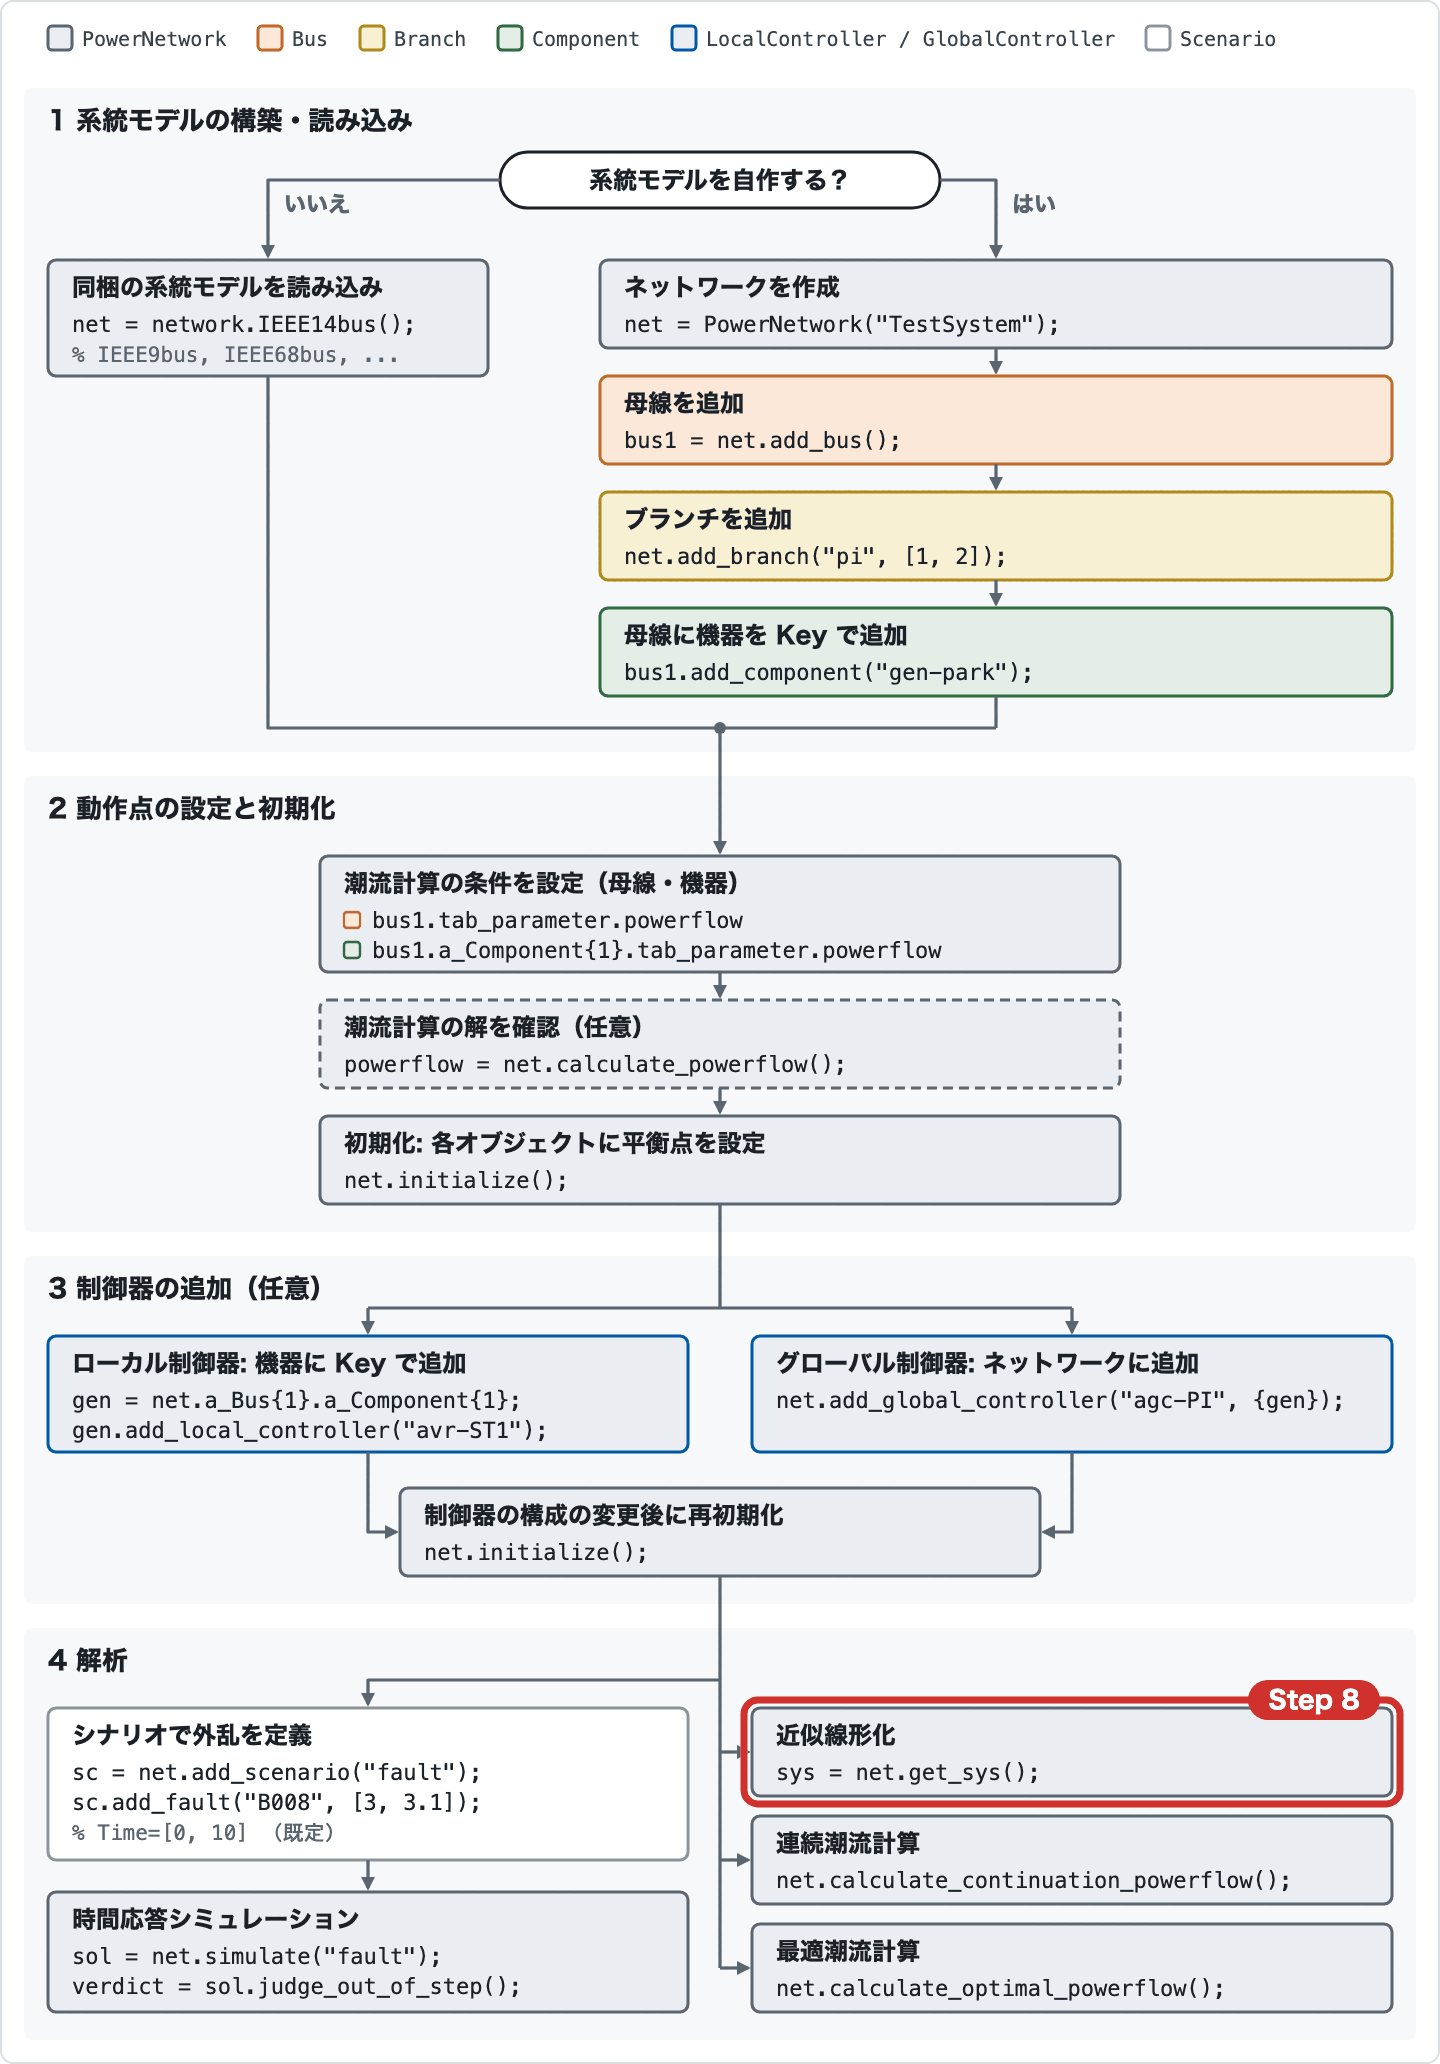 PowerNetwork Bus Branch Component LocalController / GlobalController Scenario
1 系統モデルの構築・読み込み
系統モデルを自作する？
いいえ
はい
同梱の系統モデルを読み込み
net = network.IEEE14bus();
% IEEE9bus, IEEE68bus, ...
ネットワークを作成
net = PowerNetwork("TestSystem");
母線を追加
bus1 = net.add_bus();
ブランチを追加
net.add_branch("pi", [1, 2]);
母線に機器を Key で追加
bus1.add_component("gen-park");
2 動作点の設定と初期化
潮流計算の条件を設定（母線・機器）
bus1.tab_parameter.powerflow
bus1.a_Component{1}.tab_parameter.powerflow
潮流計算の解を確認（任意）
powerflow = net.calculate_powerflow();
初期化: 各オブジェクトに平衡点を設定
net.initialize();
3 制御器の追加（任意）
ローカル制御器: 機器に Key で追加
gen = net.a_Bus{1}.a_Component{1};
gen.add_local_controller("avr-ST1");
グローバル制御器: ネットワークに追加
net.add_global_controller("agc-PI", {gen});
制御器の構成の変更後に再初期化
net.initialize();
4 解析
シナリオで外乱を定義
sc = net.add_scenario("fault");
sc.add_fault("B008", [3, 3.1]);
% Time=[0, 10] （既定）
時間応答シミュレーション
sol = net.simulate("fault");
verdict = sol.judge_out_of_step();
Step 8
近似線形化
sys = net.get_sys();
連続潮流計算
net.calculate_continuation_powerflow();
最適潮流計算
net.calculate_optimal_powerflow();